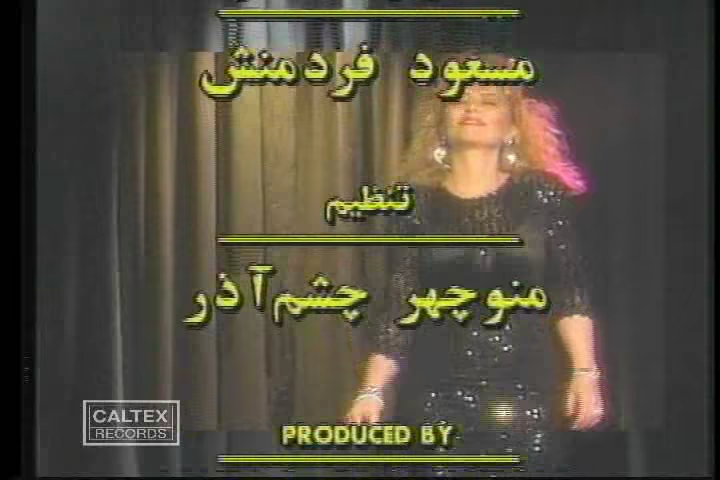 مسعود فردمنش
تنظیم
منوچهر چشم‌آذر
PRODUCED BY
CALTEX
RECORDS